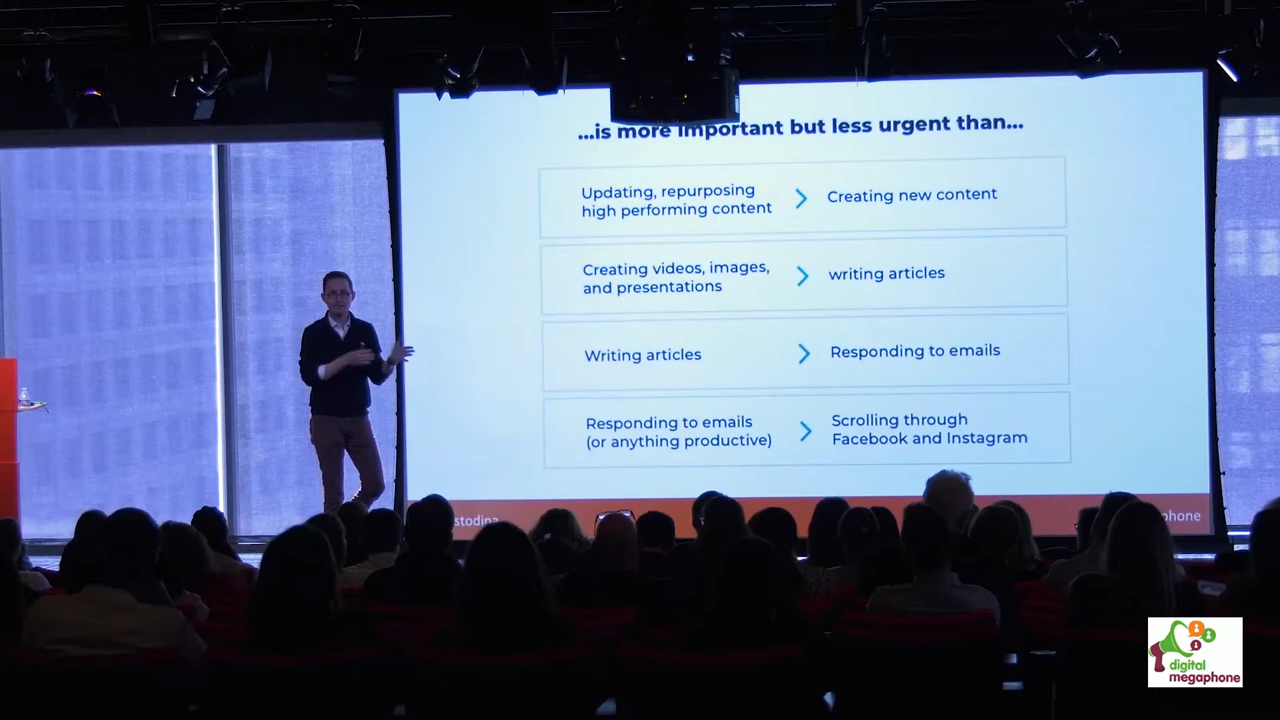 ...is more important but less urgent than...
Updating, repurposing
high performing content
Creating new content
Creating videos, images,
and presentations
writing articles
Writing articles
Responding to emails
Responding to emails
(or anything productive)
Scrolling through
Facebook and Instagram
stodina
phone
digital
megaphone